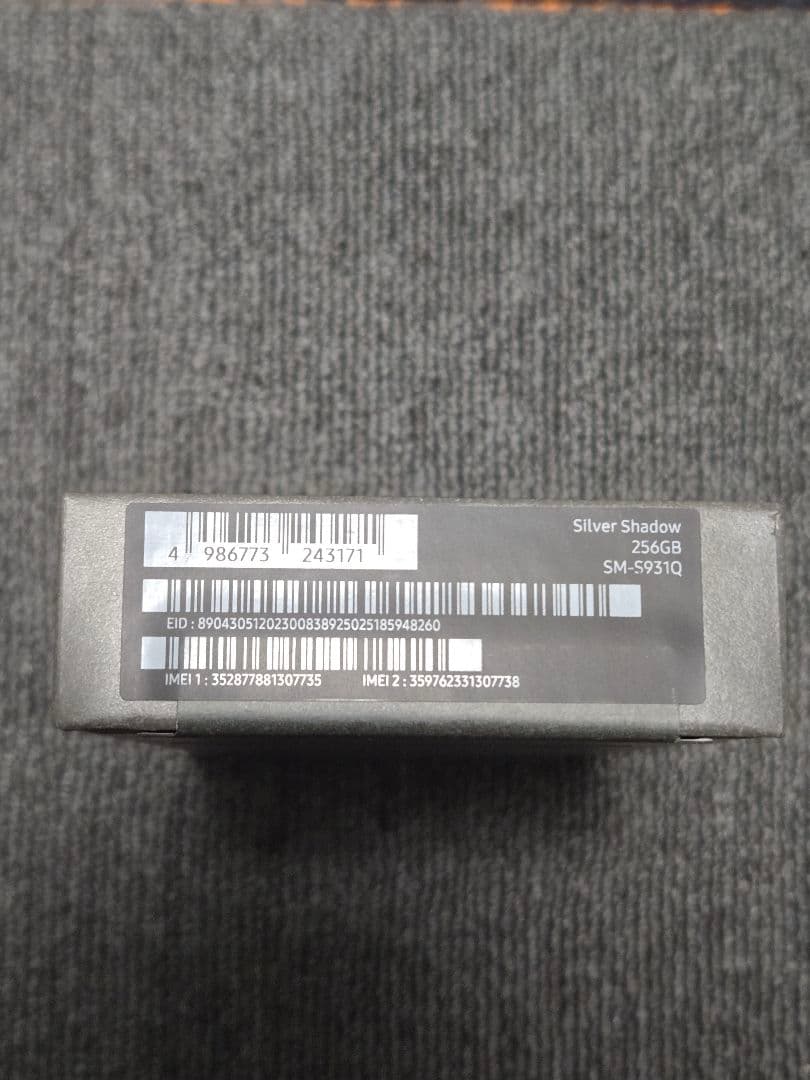 4 986773 243171
Silver Shadow
256GB
SM-S931Q
EID : 89043051202300838925025185948260
IMEI 1 : 352877881307735 IMEI 2 : 359762331307738